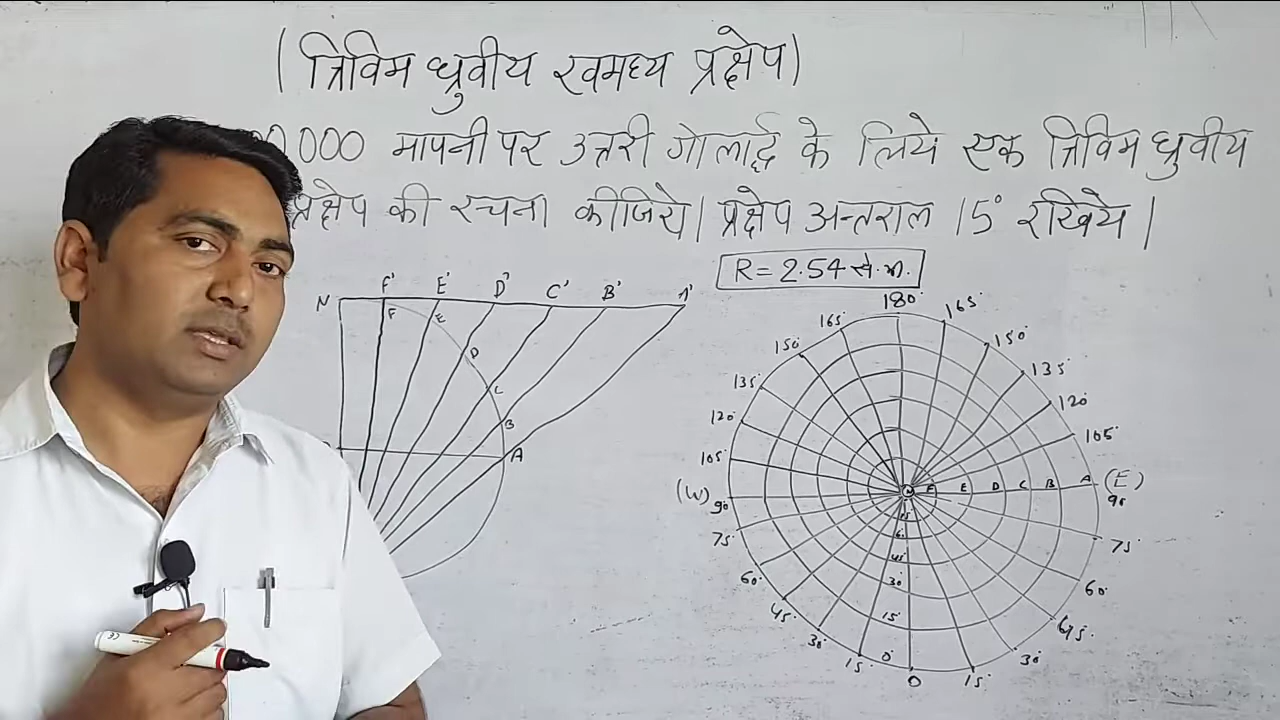 (त्रिविम ध्रुवीय खमध्य प्रक्षेप)
00,000 मापनी पर उत्तरी गोलार्द्ध के लिये एक त्रिविम ध्रुवीय
प्रक्षेप की रचना कीजिये। प्रक्षेप अन्तराल 15° रखिये।
R = 2.54 से.मी.
N F' E' D' C' B' A'
F
E
D
C
B
A
180°
165° 165°
150° 150°
135° 135°
120° 120°
105° 105°
(W) (E)
90° 90
N F E D C B A
75° 75°
60° 60°
45° 45°
30° 30°
15° 15°
0
75°
60°
45°
30°
15°
0°